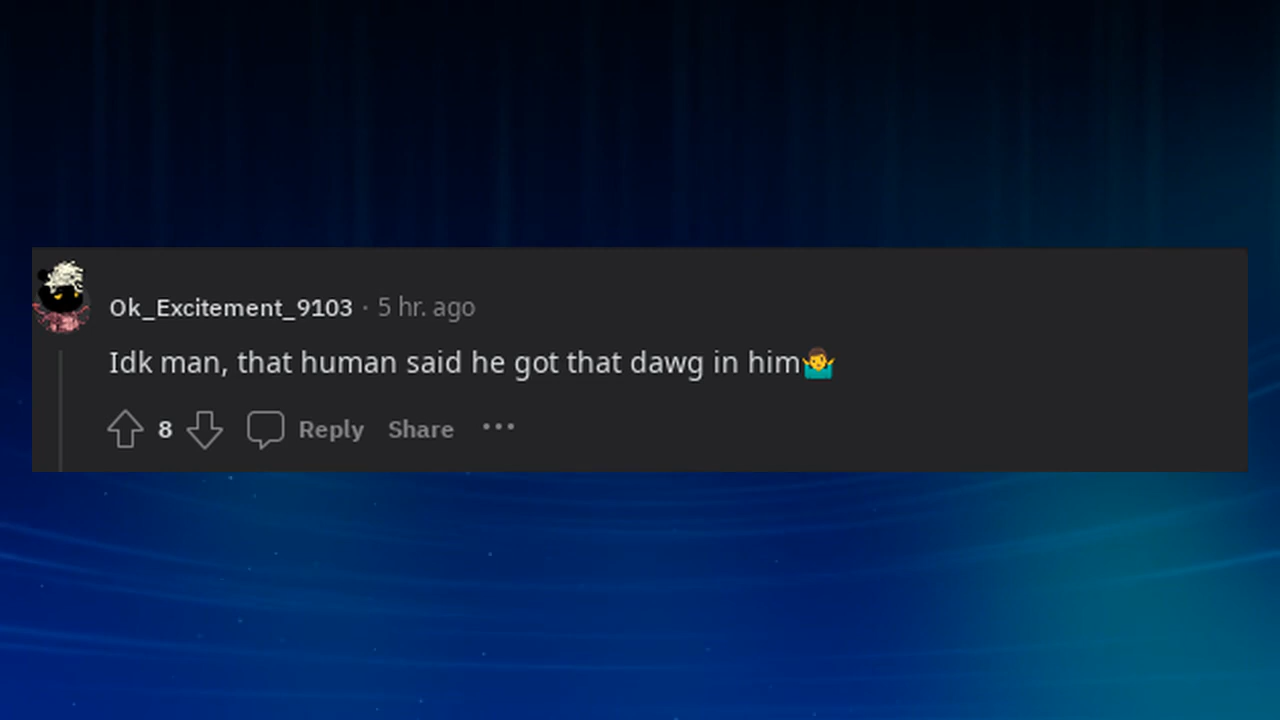 Ok_Excitement_9103 · 5 hr. ago
Idk man, that human said he got that dawg in him🤷‍♂️
8 Reply Share •••